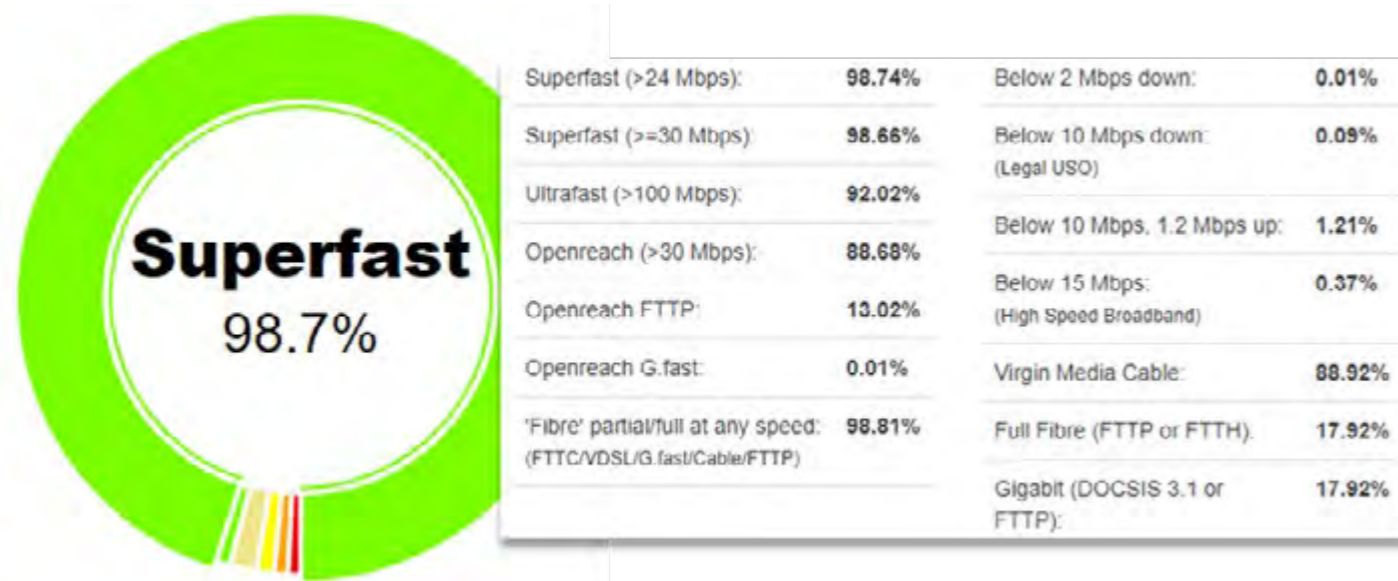 Superfast
98.7%
Superfast (>24 Mbps): 98.74%
Superfast (>=30 Mbps) 98.66%
Ultrafast (>100 Mbps): 92.02%
Openreach (>30 Mbps): 88.68%
Openreach FTTP: 13.02%
Openreach G.fast: 0.01%
'Fibre' partial/full at any speed: 98.81%
(FTTC/VDSL/G.fast/Cable/FTTP)
Below 2 Mbps down: 0.01%
Below 10 Mbps down: 0.09%
(Legal USO)
Below 10 Mbps, 1.2 Mbps up: 1.21%
Below 15 Mbps: 0.37%
(High Speed Broadband)
Virgin Media Cable: 88.92%
Full Fibre (FTTP or FTTH). 17.92%
Gigabit (DOCSIS 3.1 or 17.92%
FTTP):